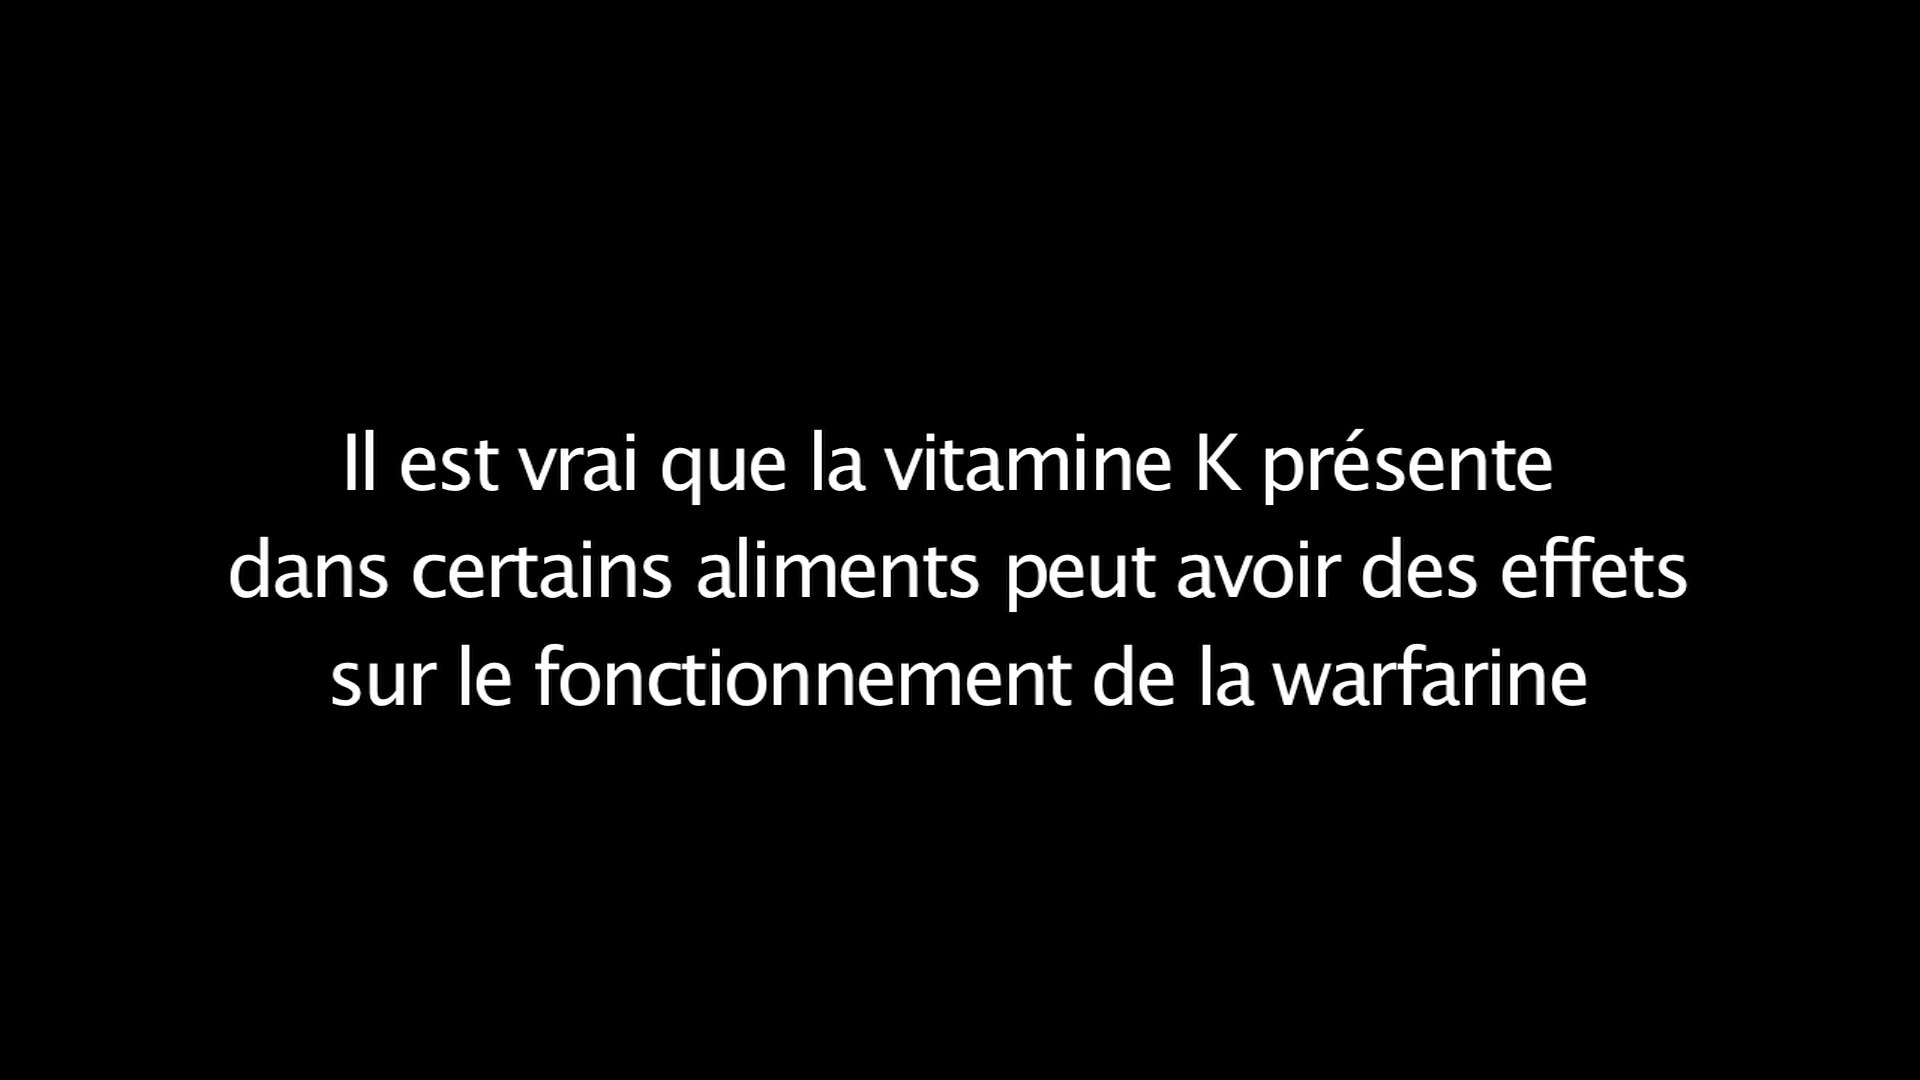 Il est vrai que la vitamine K présente
dans certains aliments peut avoir des effets
sur le fonctionnement de la warfarine